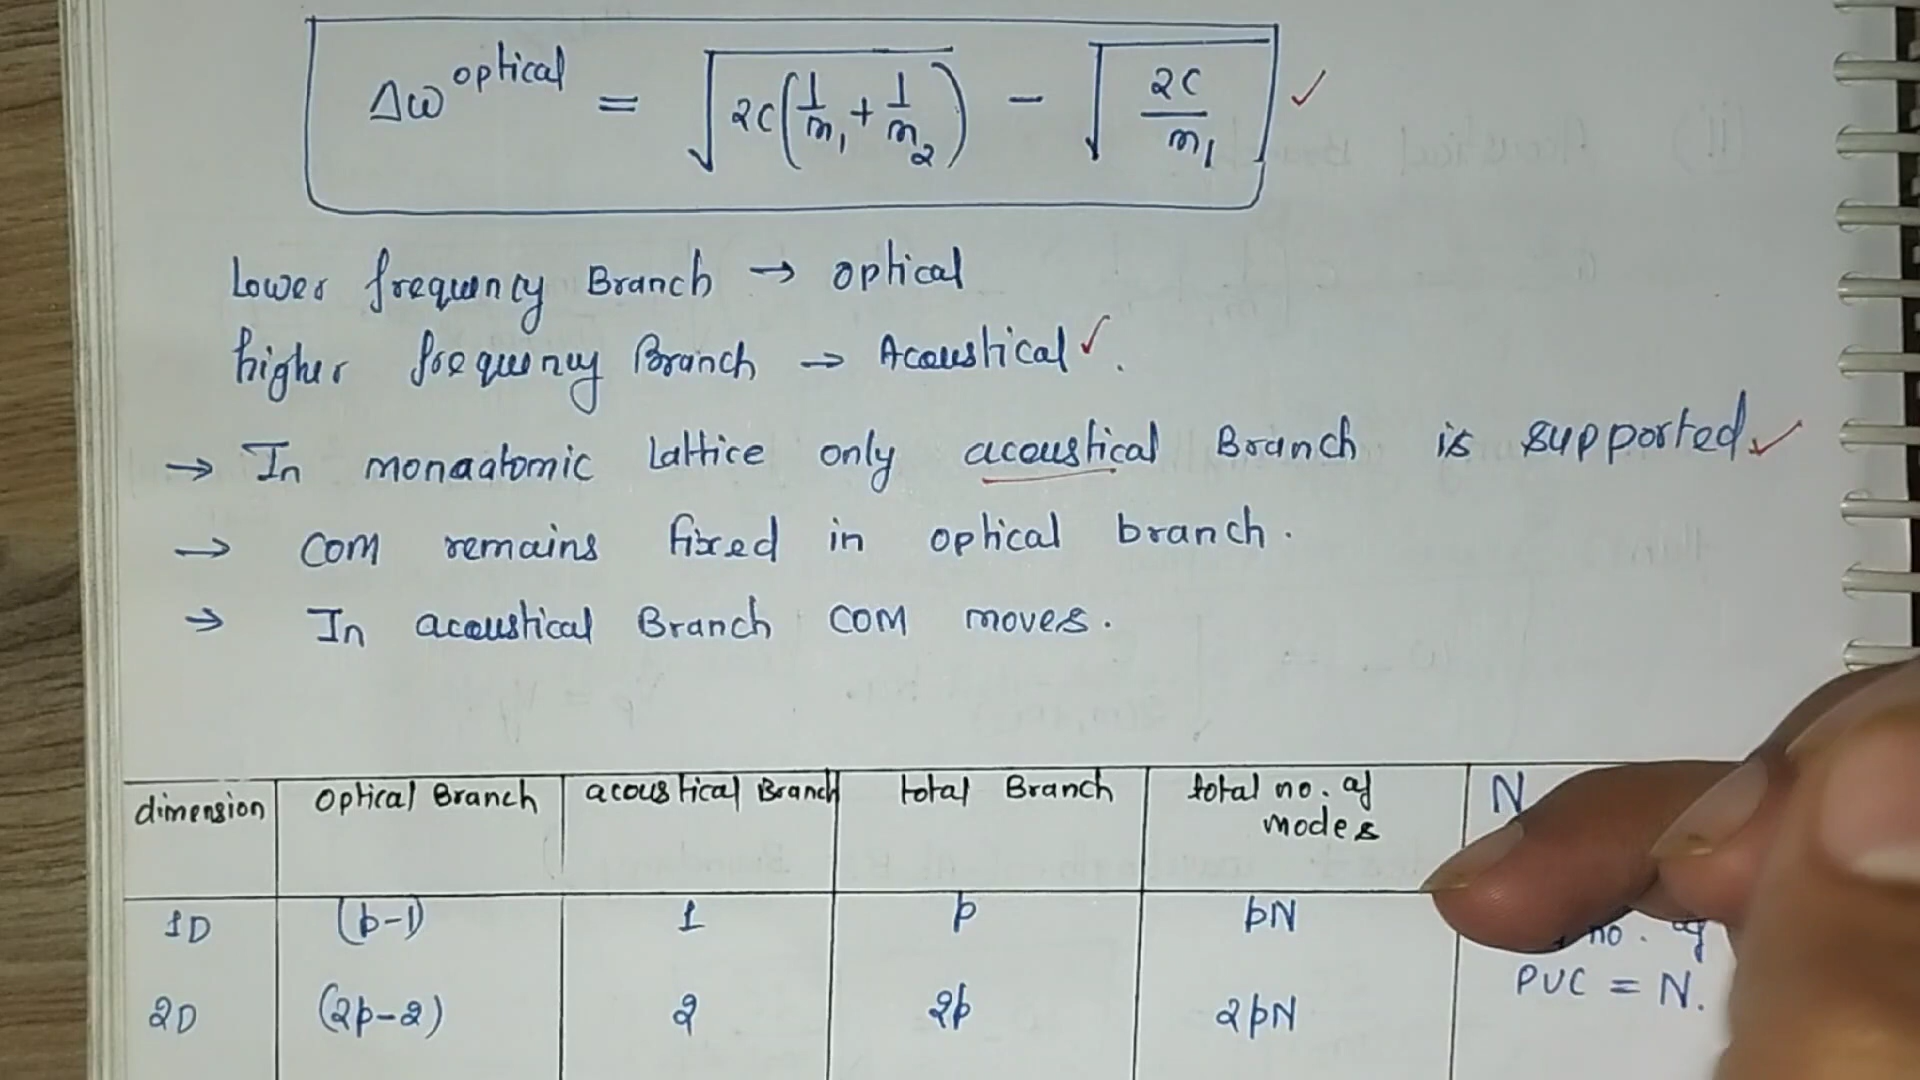 Δω^optical = √(2C(1/m₁ + 1/m₂)) − √(2C/m₁) ✓
Lower frequency Branch → optical
higher frequency Branch → Acoustical ✓.
→ In monaatomic Lattice only acoustical Branch is supported ✓
→ COM remains fixed in optical branch.
→ In acoustical Branch COM moves.
dimension | Optical Branch | acoustical Branch | total Branch | total no. of modes | N
1D | (p-1) | 1 | p | pN
no. of
PUC = N.
2D | (2p-2) | 2 | 2p | 2pN